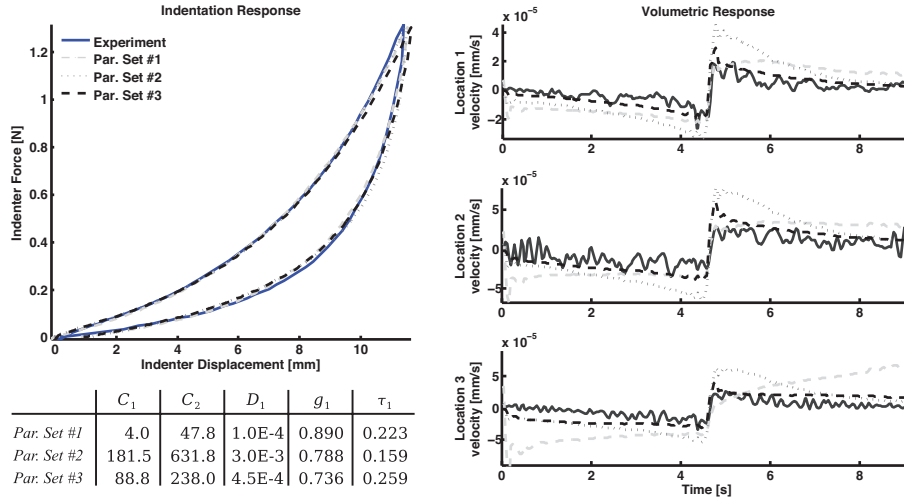 Indentation Response
Indenter Force [N]
1.2
1
0.8
0.6
0.4
0.2
0
Experiment
Par. Set #1
Par. Set #2
Par. Set #3
0 2 4 6 8 10
Indenter Displacement [mm]
C1 C2 D1 g1 τ1
Par. Set #1 4.0 47.8 1.0E-4 0.890 0.223
Par. Set #2 181.5 631.8 3.0E-3 0.788 0.159
Par. Set #3 88.8 238.0 4.5E-4 0.736 0.259
Volumetric Response
x 10-5
Location 1
velocity [mm/s]
4
2
0
−2
0 2 4 6 8
x 10-5
Location 2
velocity [mm/s]
5
0
−5
0 2 4 6 8
x 10-5
Location 3
velocity [mm/s]
5
0
−5
0 2 4 6 8
Time [s]